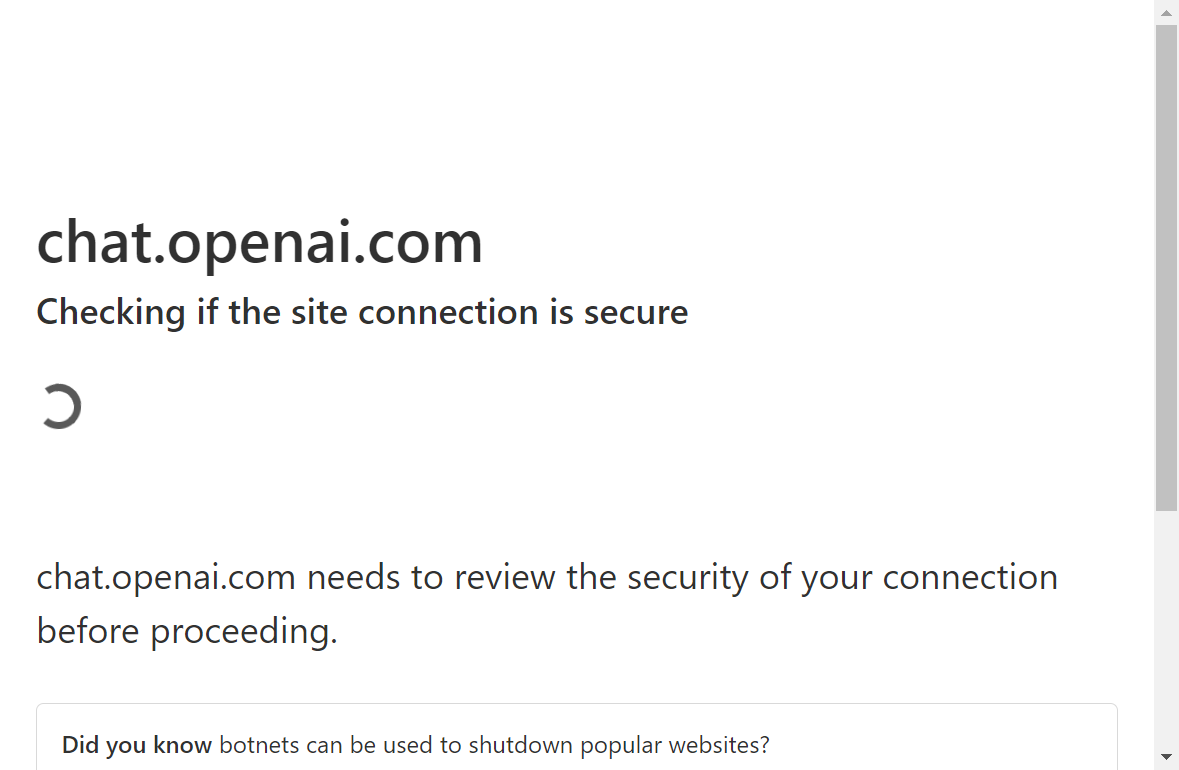 chat.openai.com
Checking if the site connection is secure
chat.openai.com needs to review the security of your connection
before proceeding.
Did you know botnets can be used to shutdown popular websites?